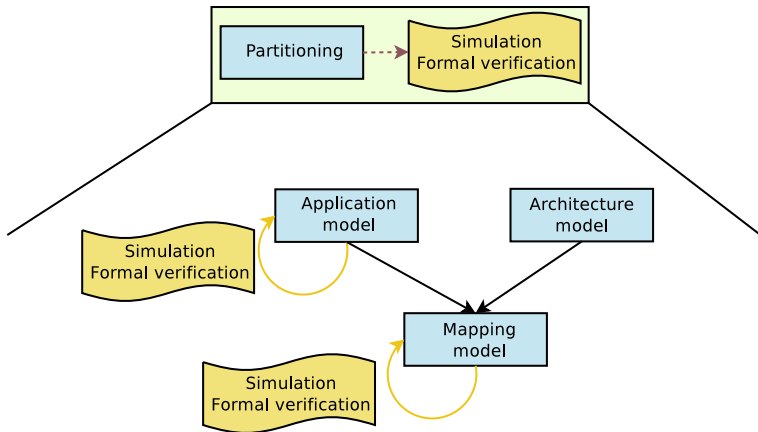 Partitioning
Simulation
Formal verification
Application
model
Architecture
model
Simulation
Formal verification
Mapping
model
Simulation
Formal verification